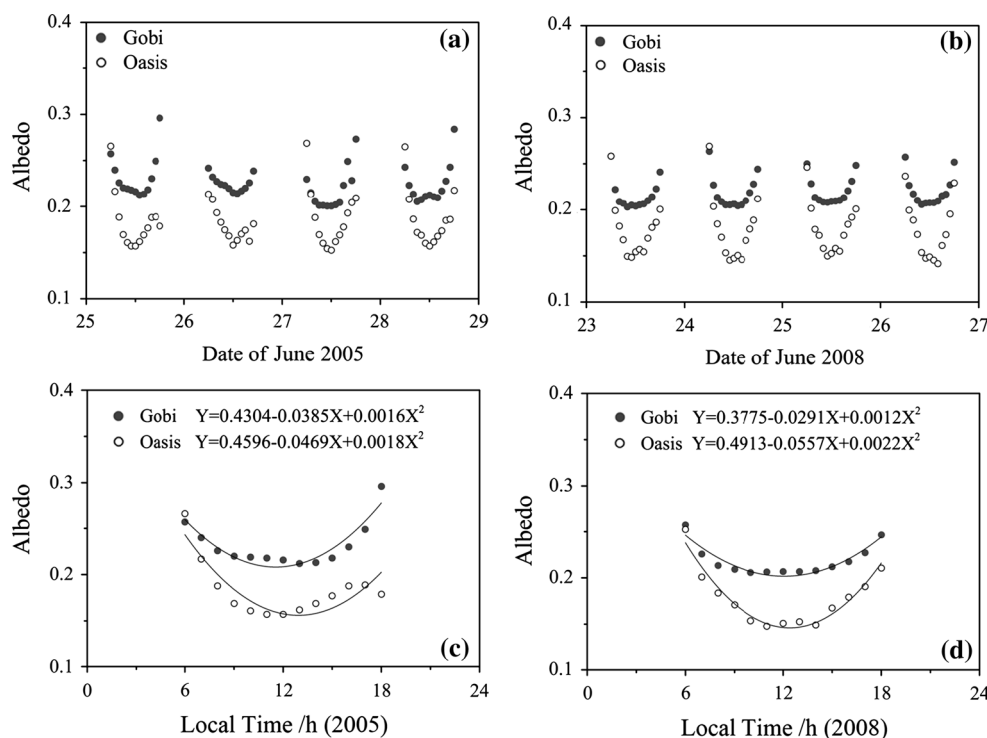 (a)
Gobi
Oasis
Albedo
0.4
0.3
0.2
0.1
25 26 27 28 29
Date of June 2005
(b)
Gobi
Oasis
Albedo
0.4
0.3
0.2
0.1
23 24 25 26 27
Date of June 2008
Gobi Y=0.4304-0.0385X+0.0016X²
Oasis Y=0.4596-0.0469X+0.0018X²
Albedo
0.4
0.3
0.2
0.1
(c)
0 6 12 18 24
Local Time /h (2005)
Gobi Y=0.3775-0.0291X+0.0012X²
Oasis Y=0.4913-0.0557X+0.0022X²
Albedo
0.4
0.3
0.2
0.1
(d)
0 6 12 18 24
Local Time /h (2008)